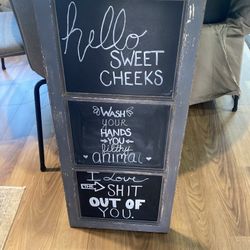 hello
SWEET
CHEEKS
WASH
YOUR
HANDS
YOU
filthy
animal
I Love
THE SHIT
OUT OF
YOU.